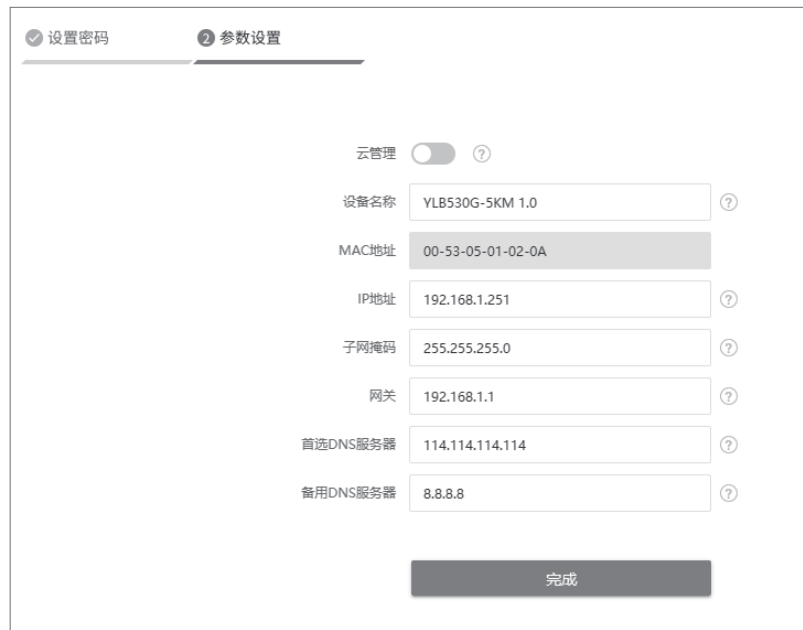 设置密码 2 参数设置
云管理 ?
设备名称 YLB530G-5KM 1.0 ?
MAC地址 00-53-05-01-02-0A
IP地址 192.168.1.251 ?
子网掩码 255.255.255.0 ?
网关 192.168.1.1 ?
首选DNS服务器 114.114.114.114 ?
备用DNS服务器 8.8.8.8 ?
完成